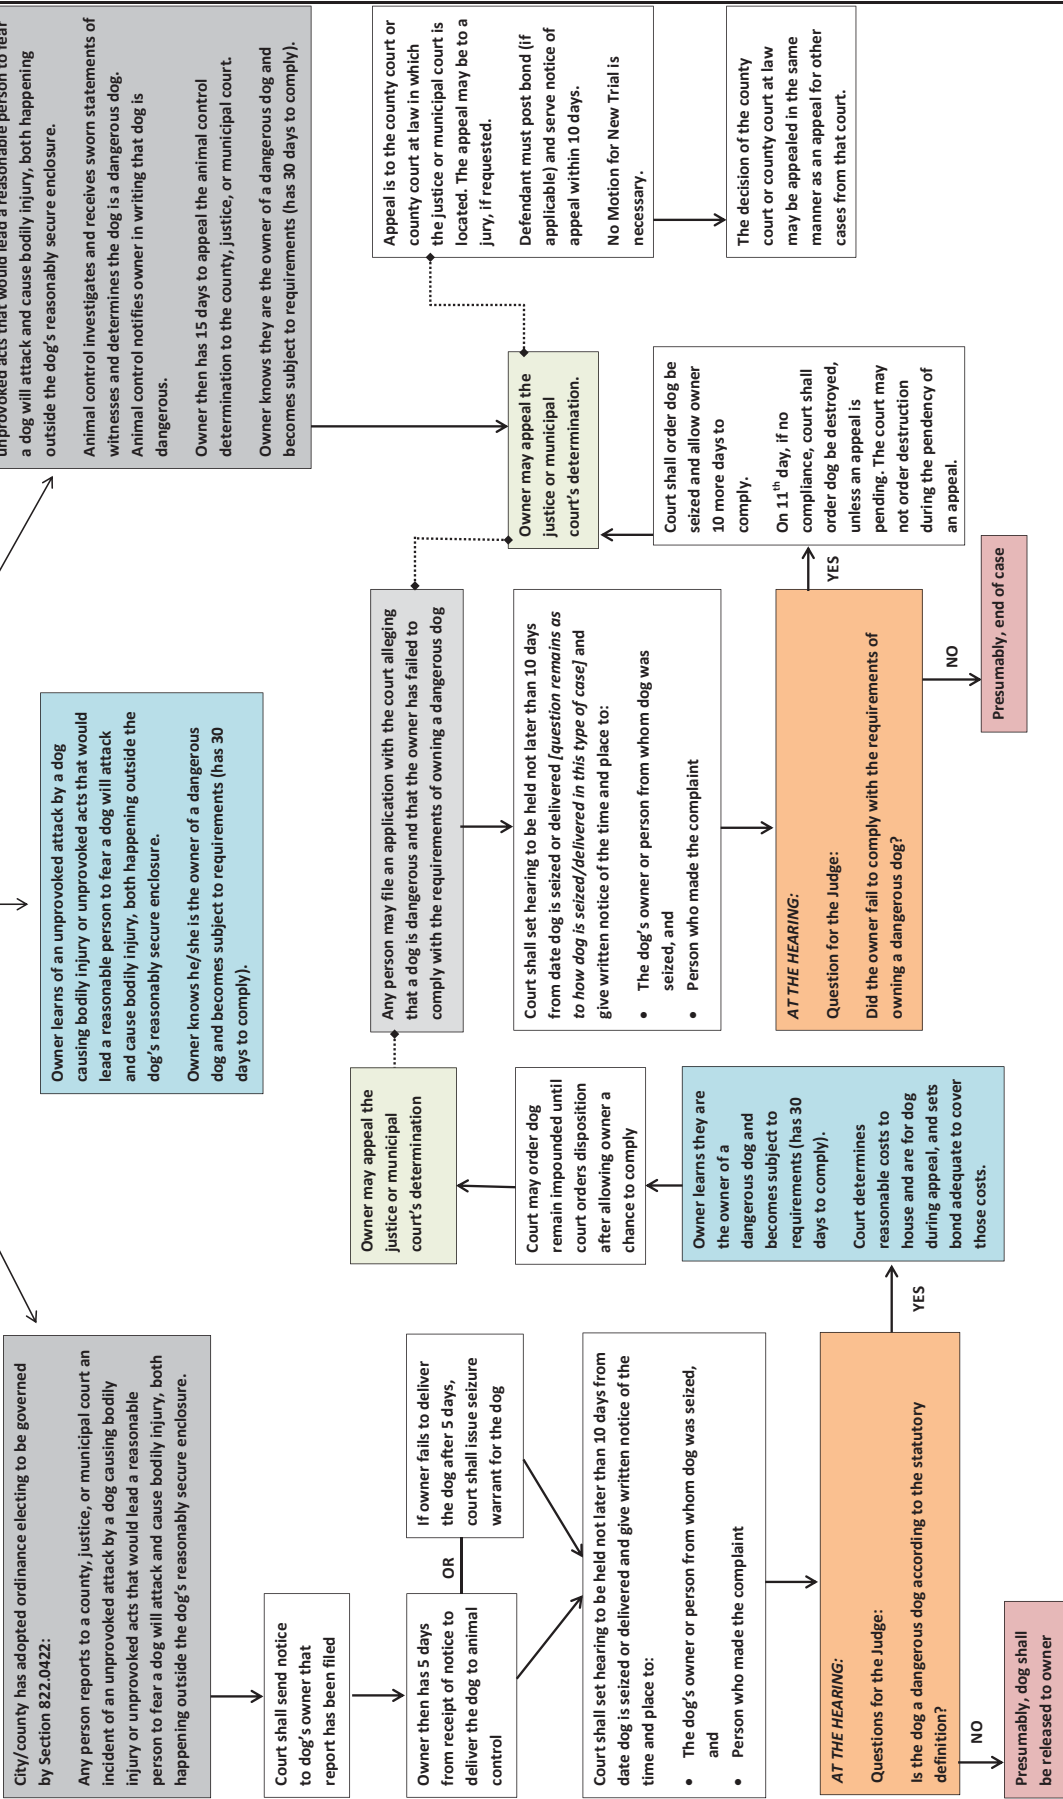 City/county has adopted ordinance electing to be governed
by Section 822.0422:
Any person reports to a county, justice, or municipal court an
incident of an unprovoked attack by a dog causing bodily
injury or unprovoked acts that would lead a reasonable
person to fear a dog will attack and cause bodily injury, both
happening outside the dog's reasonably secure enclosure.
Court shall send notice
to dog's owner that
report has been filed
Owner then has 5 days
from receipt of notice to
deliver the dog to animal
control
OR
If owner fails to deliver
the dog after 5 days,
court shall issue seizure
warrant for the dog
Court shall set hearing to be held not later than 10 days from
date dog is seized or delivered and give written notice of the
time and place to:
• The dog's owner or person from whom dog was seized,
and
• Person who made the complaint
AT THE HEARING:
Questions for the Judge:
Is the dog a dangerous dog according to the statutory
definition?
NO
Presumably, dog shall
be released to owner
YES
Owner learns they are
the owner of a
dangerous dog and
becomes subject to
requirements (has 30
days to comply).
Court determines
reasonable costs to
house and are for dog
during appeal, and sets
bond adequate to cover
those costs.
Court may order dog
remain impounded until
court orders disposition
after allowing owner a
chance to comply
Owner may appeal the
justice or municipal
court's determination
Owner learns of an unprovoked attack by a dog
causing bodily injury or unprovoked acts that would
lead a reasonable person to fear a dog will attack
and cause bodily injury, both happening outside the
dog's reasonably secure enclosure.
Owner knows he/she is the owner of a dangerous
dog and becomes subject to requirements (has 30
days to comply).
Any person may file an application with the court alleging
that a dog is dangerous and that the owner has failed to
comply with the requirements of owning a dangerous dog
Court shall set hearing to be held not later than 10 days
from date dog is seized or delivered [question remains as
to how dog is seized/delivered in this type of case] and
give written notice of the time and place to:
• The dog's owner or person from whom dog was
seized, and
• Person who made the complaint
AT THE HEARING:
Question for the Judge:
Did the owner fail to comply with the requirements of
owning a dangerous dog?
NO
Presumably, end of case
YES
Court shall order dog be
seized and allow owner
10 more days to
comply.
On 11th day, if no
compliance, court shall
order dog be destroyed,
unless an appeal is
pending. The court may
not order destruction
during the pendency of
an appeal.
Owner may appeal the
justice or municipal
court's determination.
unprovoked acts that would lead a reasonable person to fear
a dog will attack and cause bodily injury, both happening
outside the dog's reasonably secure enclosure.
Animal control investigates and receives sworn statements of
witnesses and determines the dog is a dangerous dog.
Animal control notifies owner in writing that dog is
dangerous.
Owner then has 15 days to appeal the animal control
determination to the county, justice, or municipal court.
Owner knows they are the owner of a dangerous dog and
becomes subject to requirements (has 30 days to comply).
Appeal is to the county court or
county court at law in which
the justice or municipal court is
located. The appeal may be to a
jury, if requested.
Defendant must post bond (if
applicable) and serve notice of
appeal within 10 days.
No Motion for New Trial is
necessary.
The decision of the county
court or county court at law
may be appealed in the same
manner as an appeal for other
cases from that court.